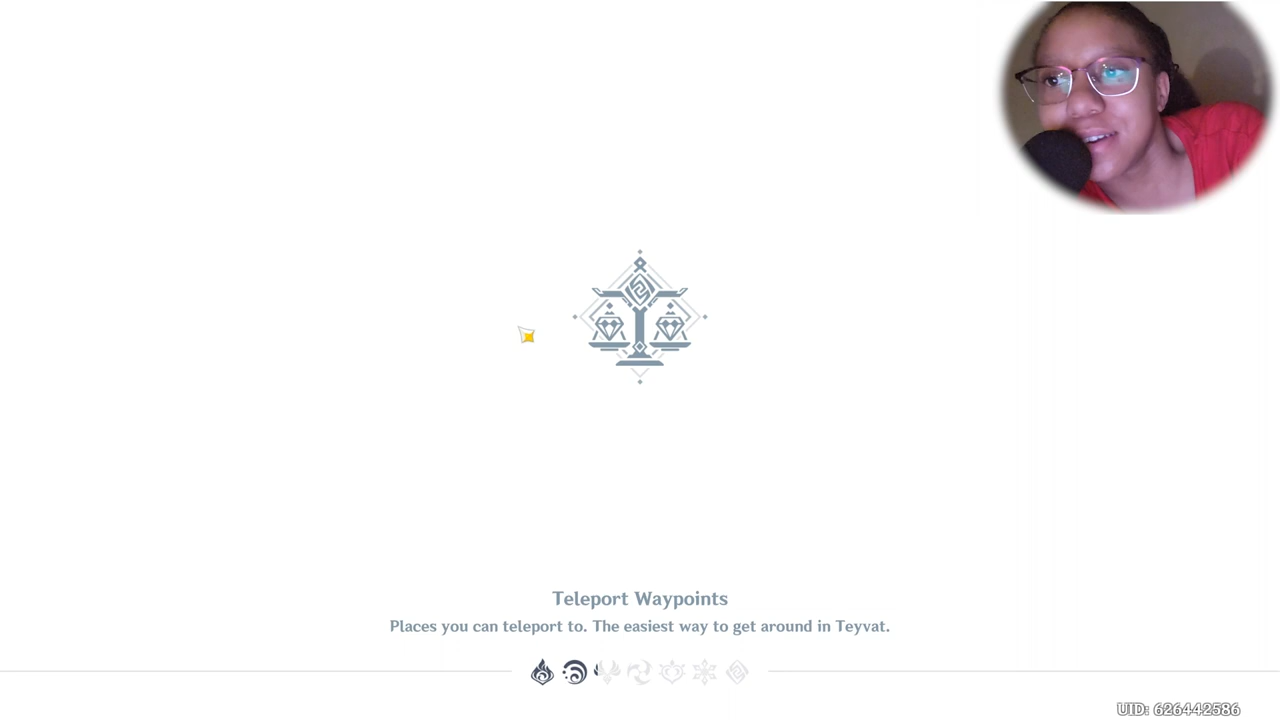 Teleport Waypoints
Places you can teleport to. The easiest way to get around in Teyvat.
UID: 626442586